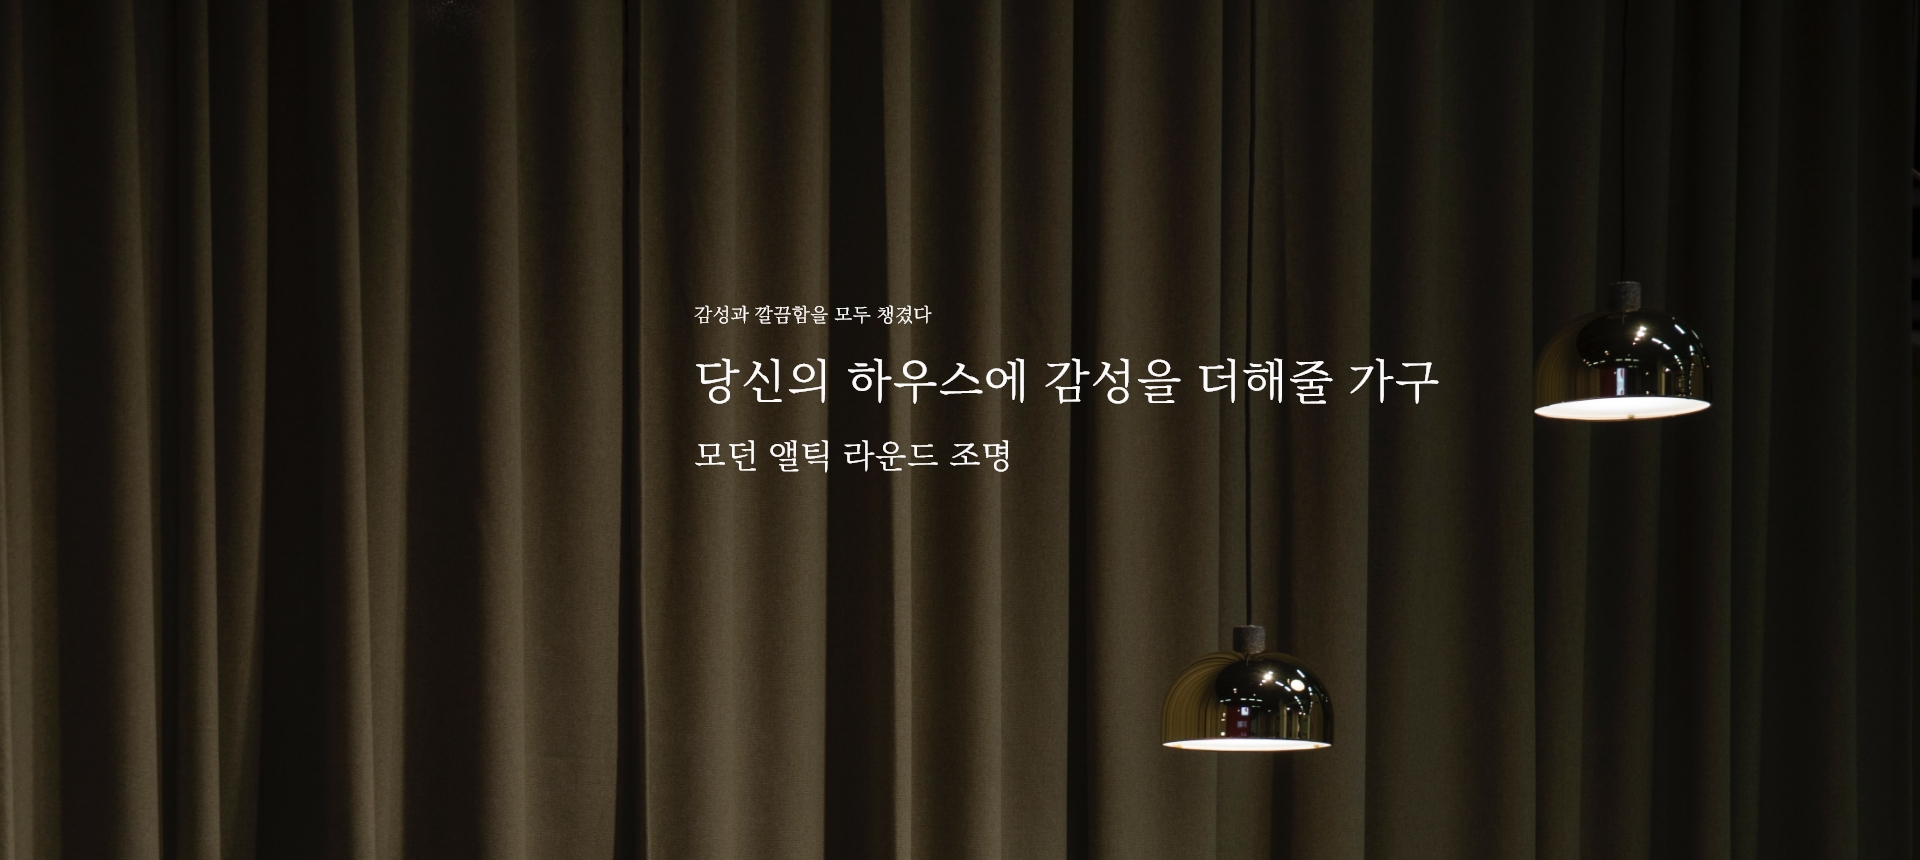 감성과 깔끔함을 모두 챙겼다
당신의 하우스에 감성을 더해줄 가구
모던 앨틱 라운드 조명